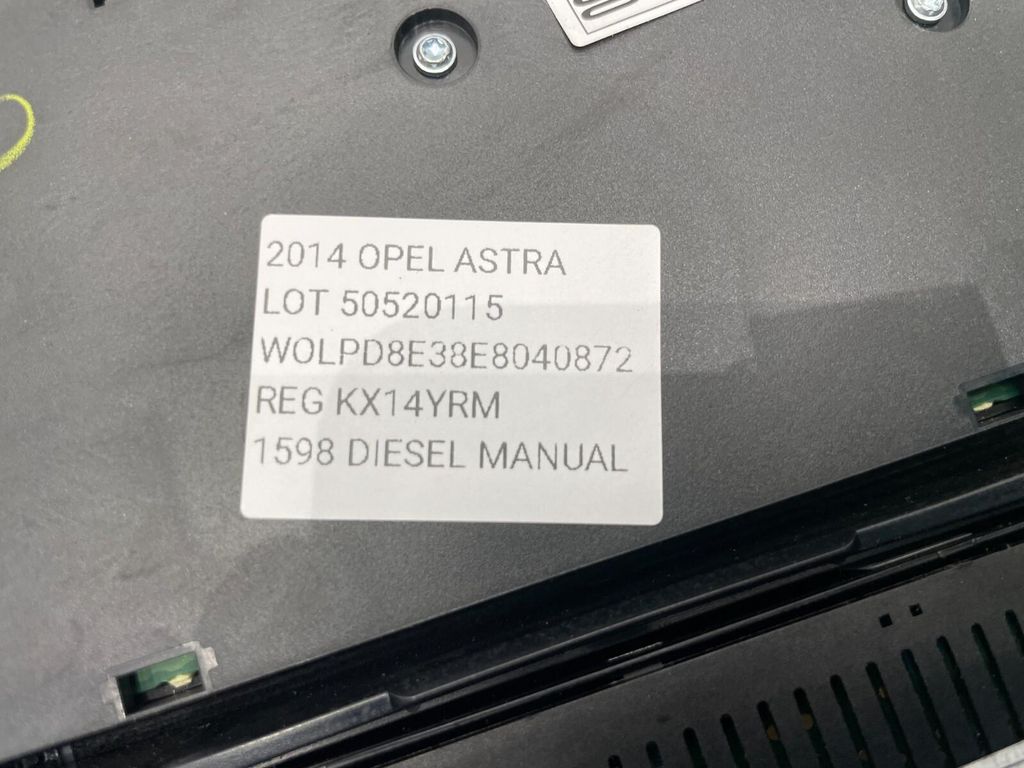 2014 OPEL ASTRA
LOT 50520115
WOLPD8E38E8040872
REG KX14YRM
1598 DIESEL MANUAL